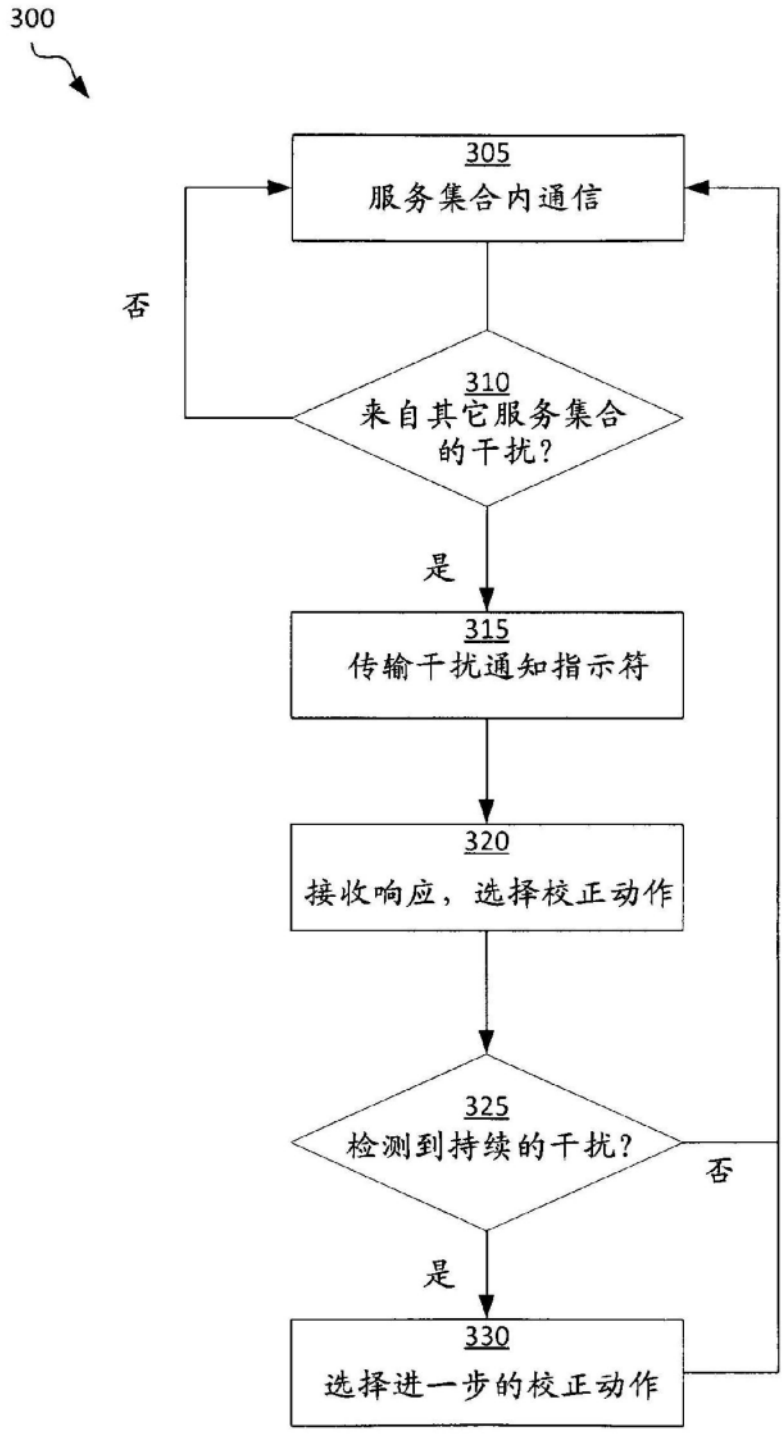 300
305
服务集合内通信
否
310
来自其它服务集合
的干扰?
是
315
传输干扰通知指示符
320
接收响应，选择校正动作
325
检测到持续的干扰?
否
是
330
选择进一步的校正动作